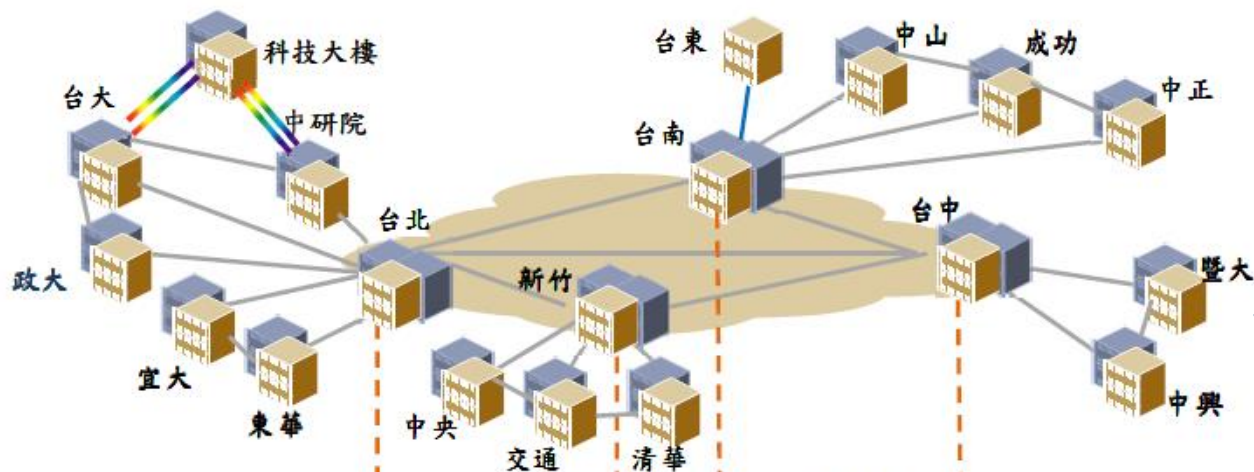 科技大樓
台大
中研院
政大
宜大
東華
台北
新竹
中央
交通
清華
台東
中山
成功
中正
台南
台中
暨大
中興